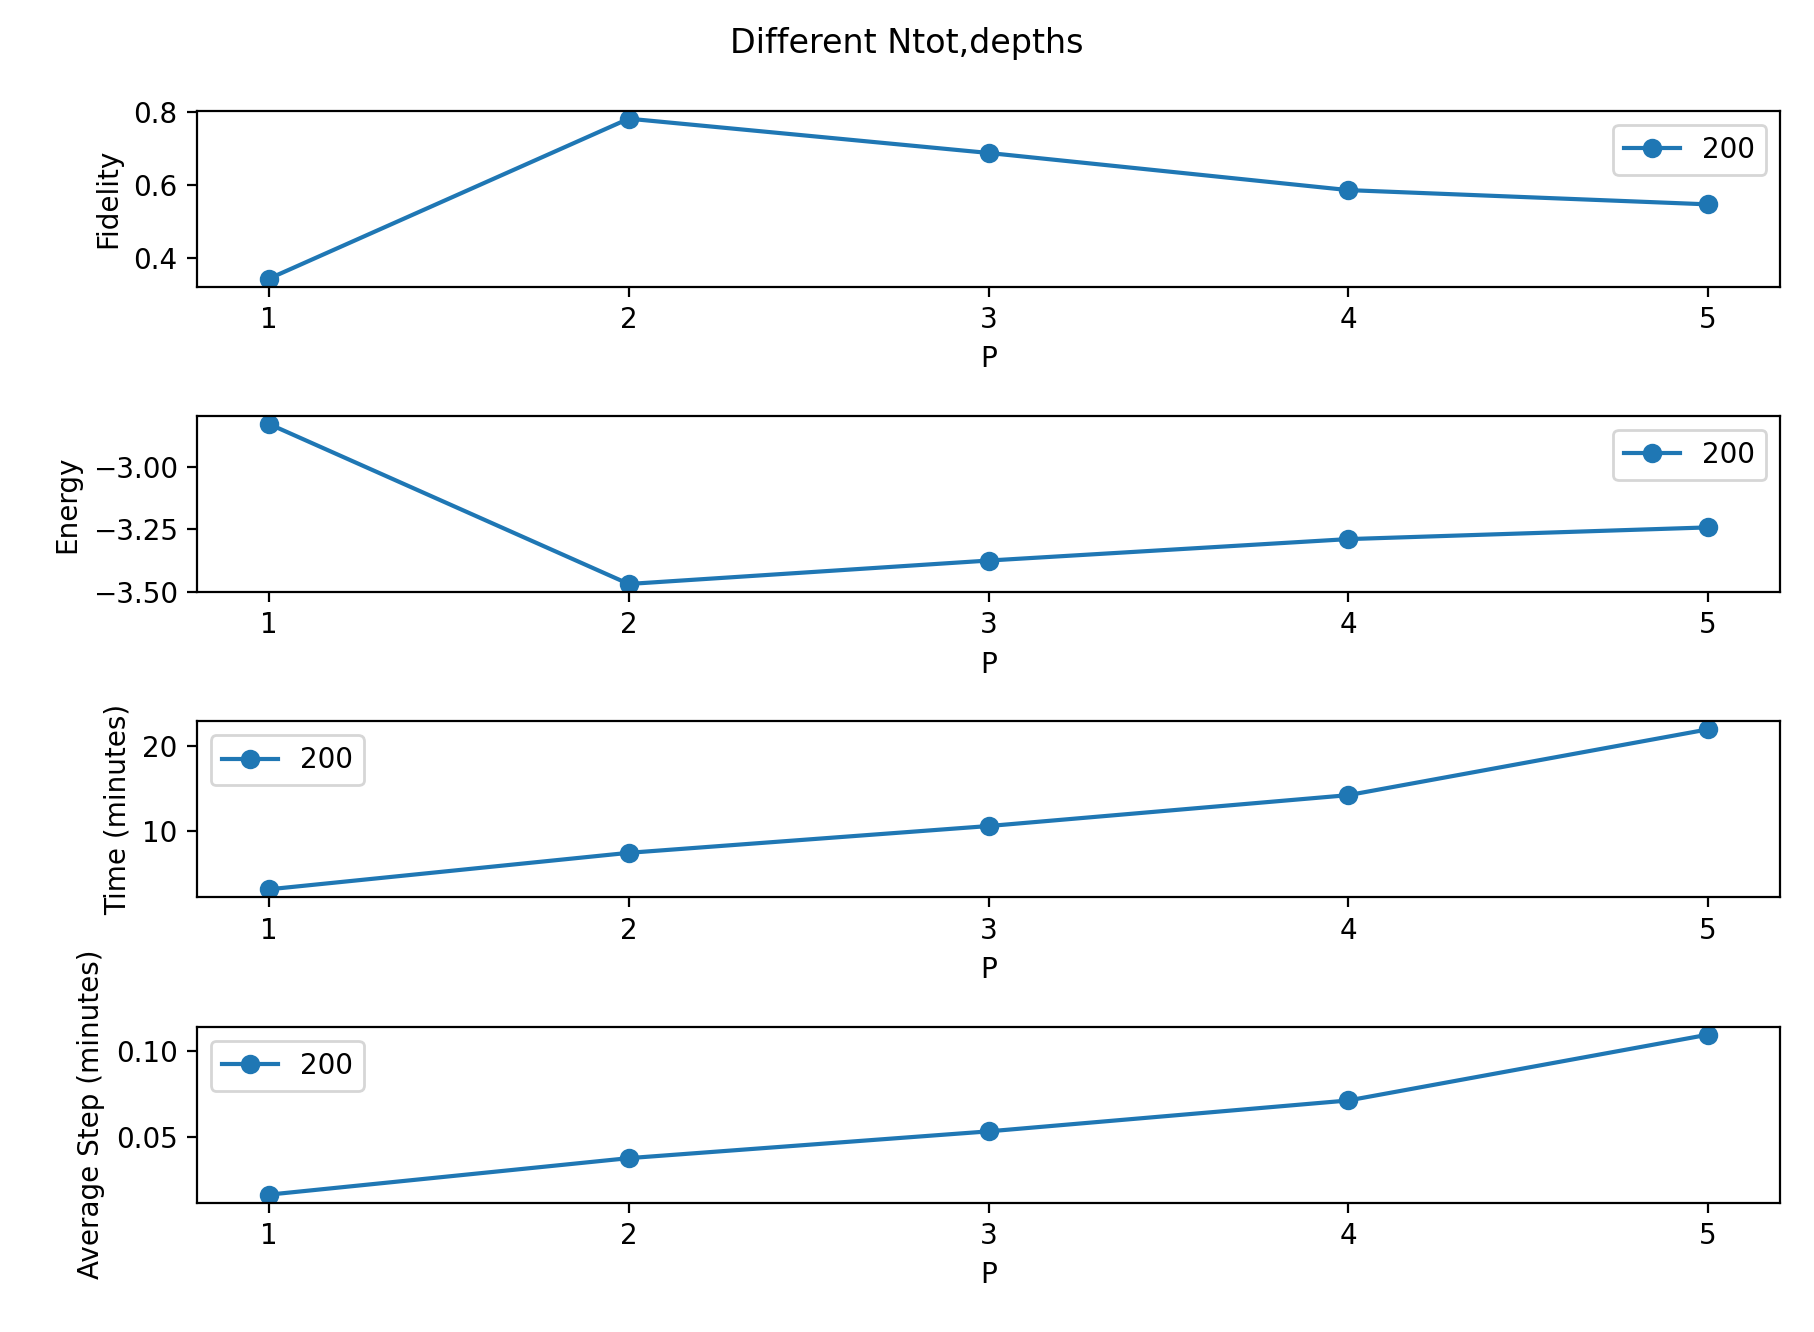 Different Ntot,depths
Fidelity
0.8
0.6
0.4
200
1 2 3 4 5
P
Energy
−3.00
−3.25
−3.50
200
1 2 3 4 5
P
Time (minutes)
20
10
200
1 2 3 4 5
P
Average Step (minutes)
0.10
0.05
200
1 2 3 4 5
P